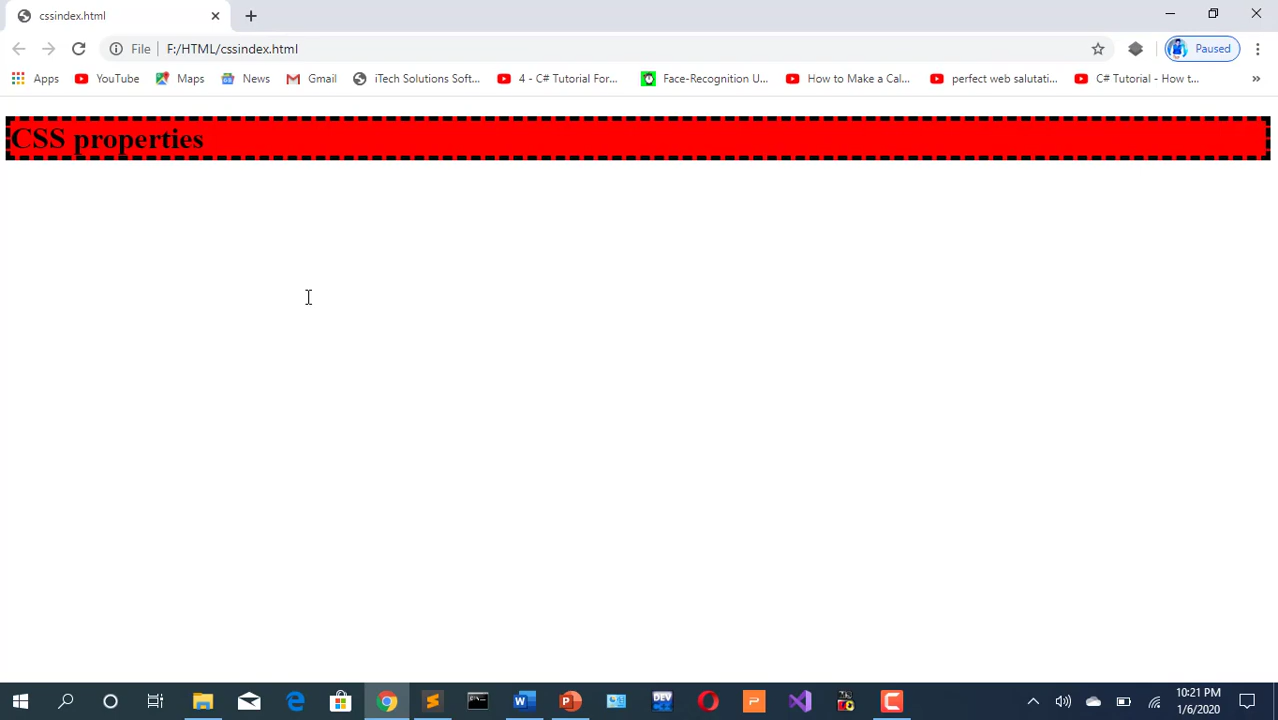 cssindex.html
File F:/HTML/cssindex.html Paused
Apps YouTube Maps News Gmail iTech Solutions Soft... 4 - C# Tutorial For... Face-Recognition U... How to Make a Cal... perfect web salutati... C# Tutorial - How t... »
CSS properties
10:21 PM
1/6/2020